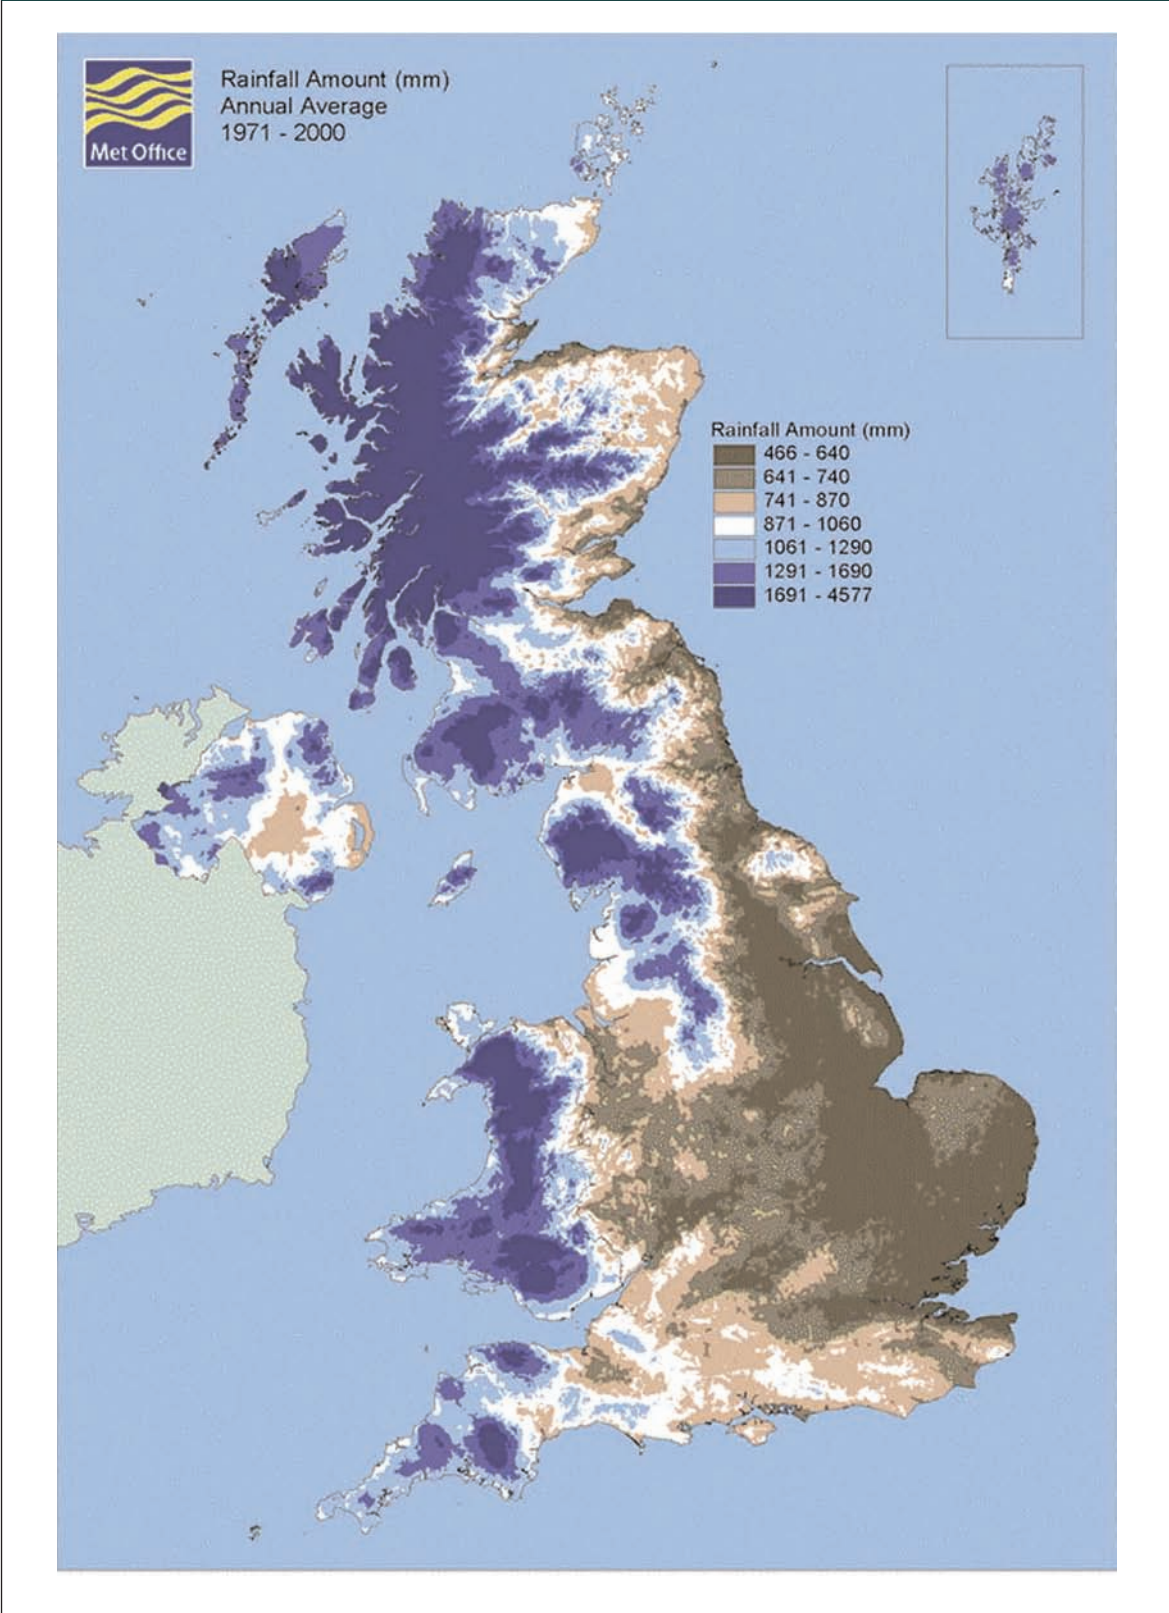 Met Office
Rainfall Amount (mm)
Annual Average
1971 - 2000
Rainfall Amount (mm)
466 - 640
641 - 740
741 - 870
871 - 1060
1061 - 1290
1291 - 1690
1691 - 4577